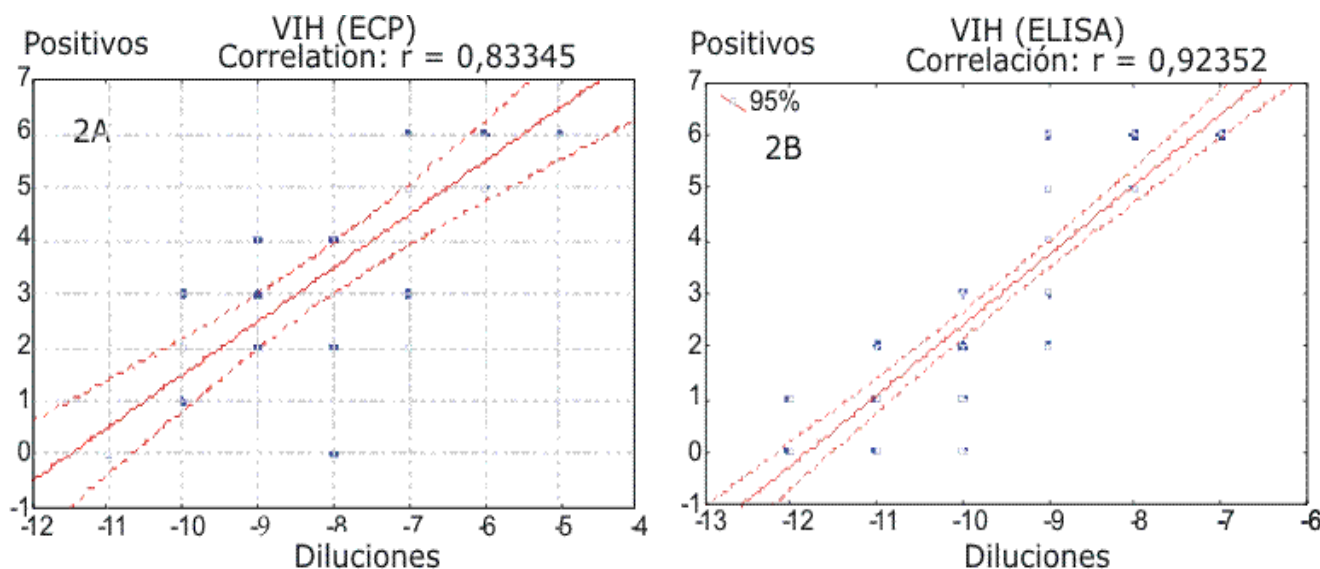 VIH (ECP)
Positivos
Correlation: r = 0,83345
7
6
5
4
3
2
1
0
-1
2A
-12 -11 -10 -9 -8 -7 -6 -5 -4
Diluciones
VIH (ELISA)
Positivos
Correlación: r = 0,92352
7
6
5
4
3
2
1
0
-1
95%
2B
-13 -12 -11 -10 -9 -8 -7 -6
Diluciones